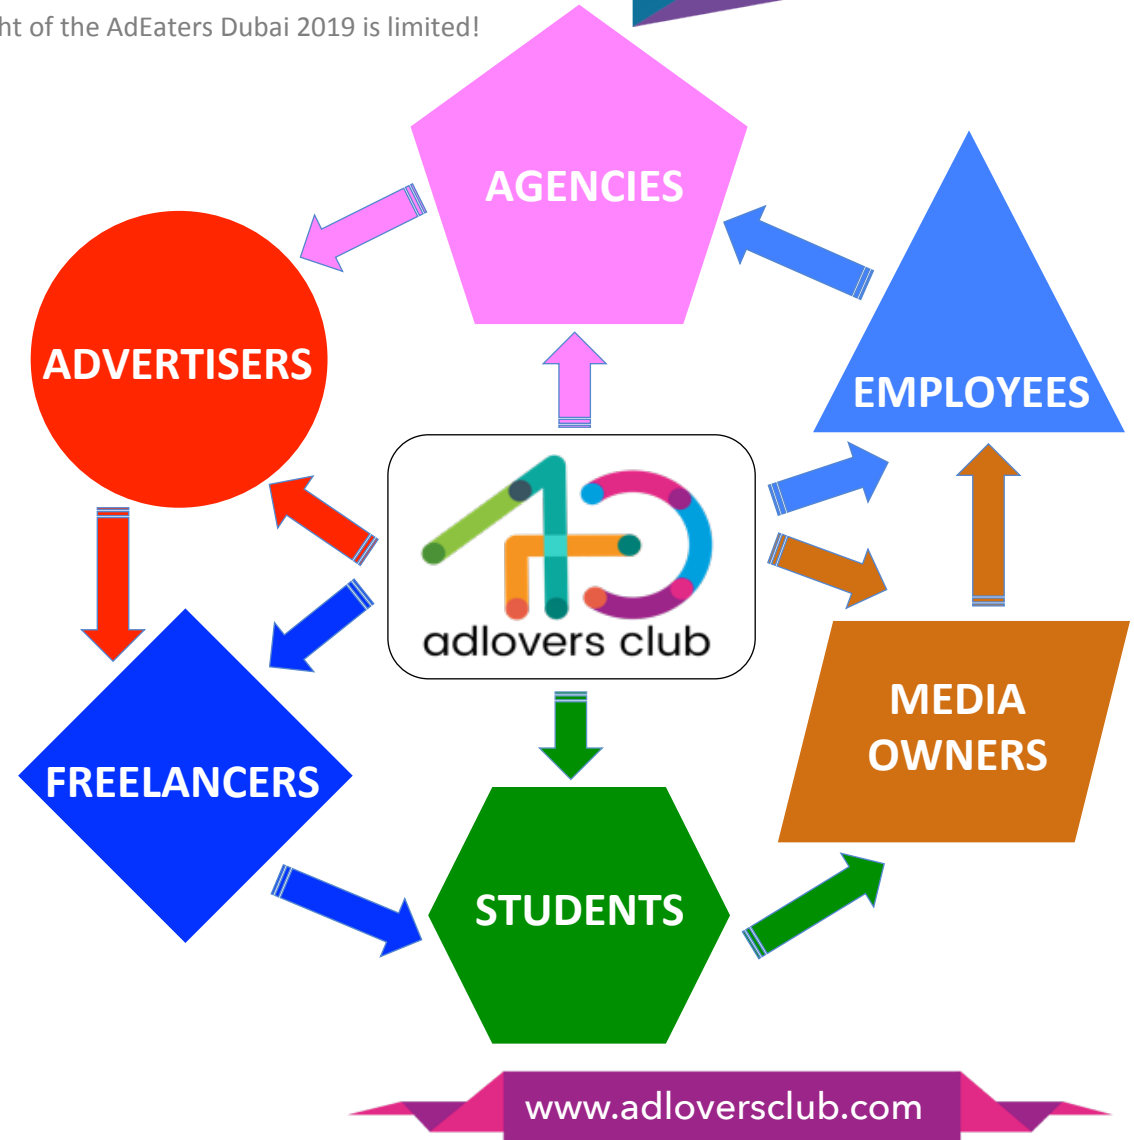 ht of the AdEaters Dubai 2019 is limited!
AGENCIES
ADVERTISERS
EMPLOYEES
adlovers club
MEDIA
OWNERS
FREELANCERS
STUDENTS
www.adloversclub.com